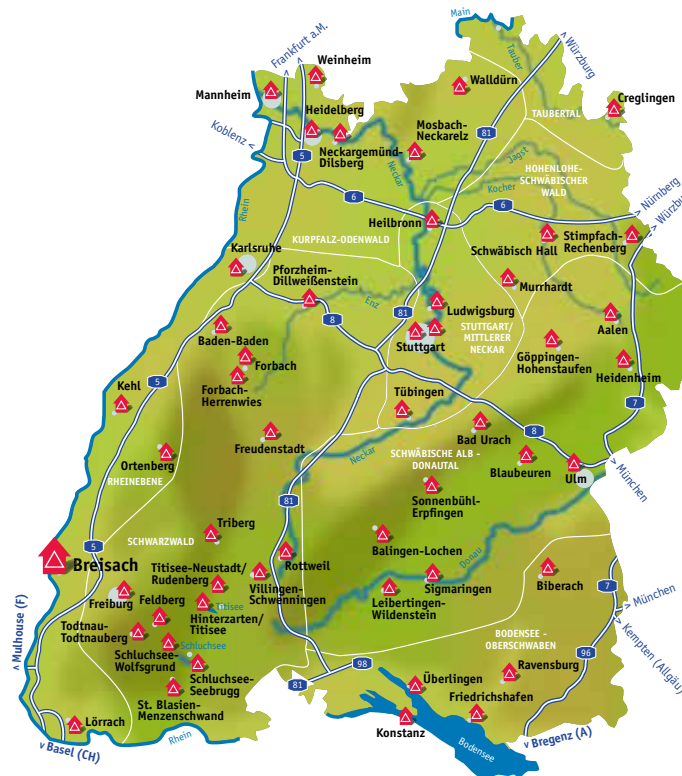 Main
Tauber
> Würzburg
Frankfurt a.M. >
Weinheim
Mannheim
Walldürn
Creglingen
Heidelberg
TAUBERTAL
Koblenz <
Neckargemünd-
Dilsberg
Mosbach-
Neckarelz
81
5
Jagst
Neckar
HOHENLOHE-
SCHWÄBISCHER
WALD
Kocher
6
6
> Nürnberg
> Würzburg
Rhein
Heilbronn
KURPFALZ-ODENWALD
Stimpfach-
Rechenberg
Karlsruhe
Schwäbisch Hall
Pforzheim-
Dillweißenstein
Murrhardt
Enz
81
8
Ludwigsburg
Baden-Baden
Stuttgart
STUTTGART/
MITTLERER
NECKAR
Aalen
Forbach
Göppingen-
Hohenstaufen
Heidenheim
Forbach-
Herrenwies
Kehl
5
Tübingen
7
Freudenstadt
Bad Urach
8
Ortenberg
Neckar
SCHWÄBISCHE ALB -
DONAUTAL
Blaubeuren
Ulm
> München
RHEINEBENE
Sonnenbühl-
Erpfingen
81
Triberg
SCHWARZWALD
5
Balingen-Lochen
Donau
Breisach
Rottweil
Titisee-Neustadt/
Rudenberg
Villingen-
Schwenningen
Sigmaringen
Biberach
7
Freiburg
Feldberg
Titisee
Hinterzarten/
Titisee
Leibertingen-
Wildenstein
> München
> Kempten (Allgäu)
Todtnau-
Todtnauberg
Schluchsee
Schluchsee-
Wolfsgrund
BODENSEE -
OBERSCHWABEN
96
< Mulhouse (F)
Schluchsee-
Seebrugg
98
81
Ravensburg
St. Blasien-
Menzenschwand
Überlingen
Friedrichshafen
Lörrach
Konstanz
Rhein
< Basel (CH)
Bodensee
< Bregenz (A)